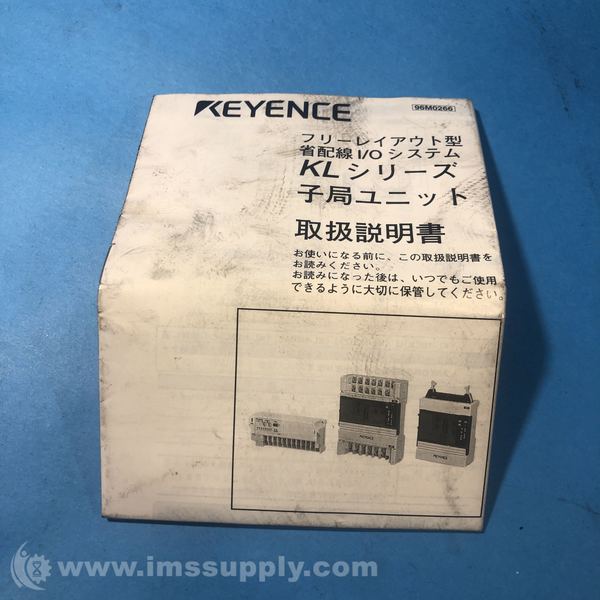 KEYENCE
96M0266
フリーレイアウト型
省配線 I/O システム
KL シリーズ
子局ユニット
取扱説明書
お使いになる前に、この取扱説明書を
お読みください。
お読みになった後は、いつでもご使用
できるように大切に保管してください。
KEYENCE
KEYENCE
www.imssupply.com